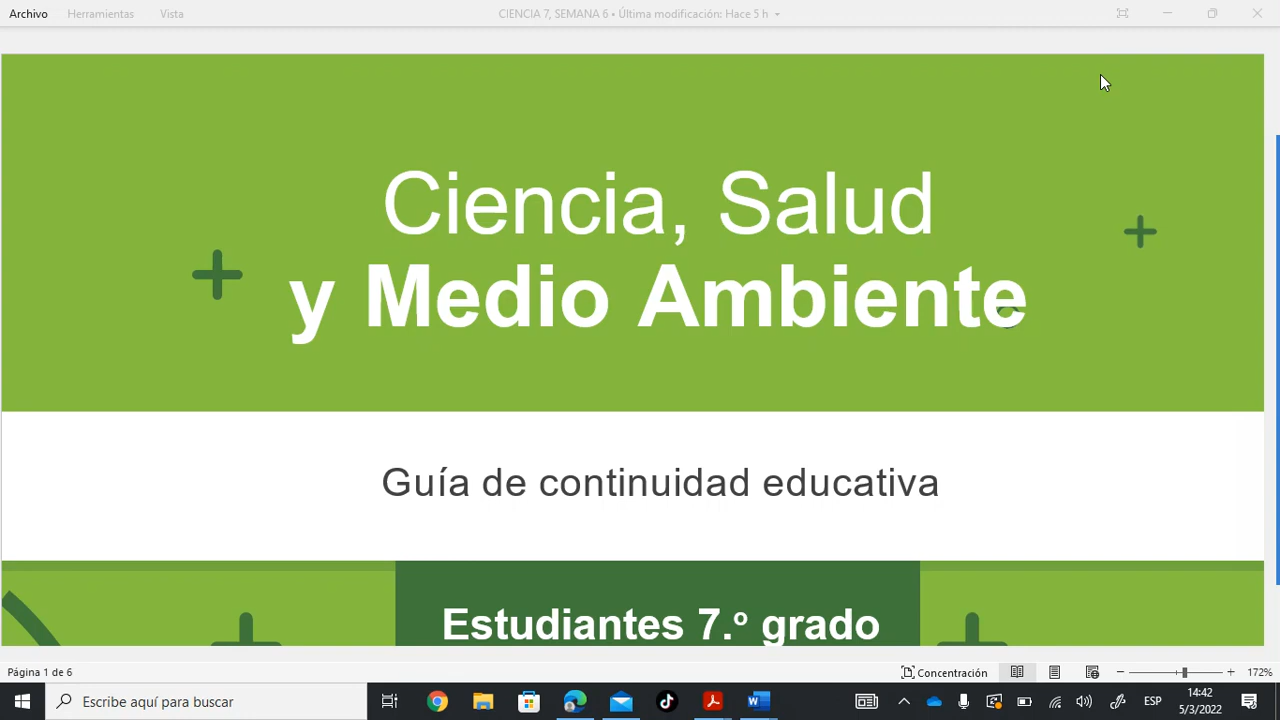 Archivo Herramientas Vista CIENCIA 7, SEMANA 6 • Última modificación: Hace 5 h
Ciencia, Salud
y Medio Ambiente
Guía de continuidad educativa
Estudiantes 7.º grado
Página 1 de 6 Concentración 172%
Escribe aquí para buscar ESP 14:42
5/3/2022